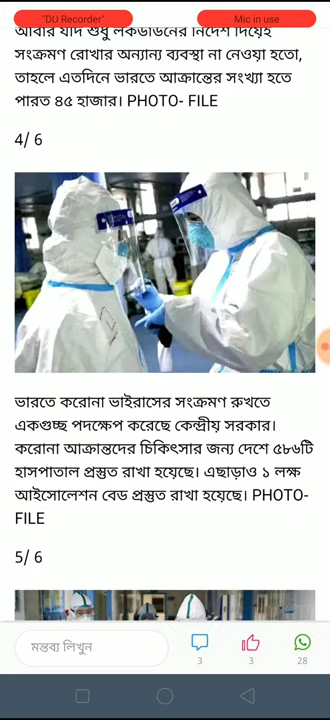 "DU Recorder"
Mic in use
আবার যদি শুধু লকডাউনের নির্দেশ দিয়েই
সংক্রমণ রোখার অন্যান্য ব্যবস্থা না নেওয়া হতো,
তাহলে এতদিনে ভারতে আক্রান্তের সংখ্যা হতে
পারত ৪৫ হাজার। PHOTO- FILE
4/ 6
ভারতে করোনা ভাইরাসের সংক্রমণ রুখতে
একগুচ্ছ পদক্ষেপ করেছে কেন্দ্রীয় সরকার।
করোনা আক্রান্তদের চিকিৎসার জন্য দেশে ৫৮৬টি
হাসপাতাল প্রস্তুত রাখা হয়েছে। এছাড়াও ১ লক্ষ
আইসোলেশন বেড প্রস্তুত রাখা হয়েছে। PHOTO-
FILE
5/ 6
মন্তব্য লিখুন
3
3
28